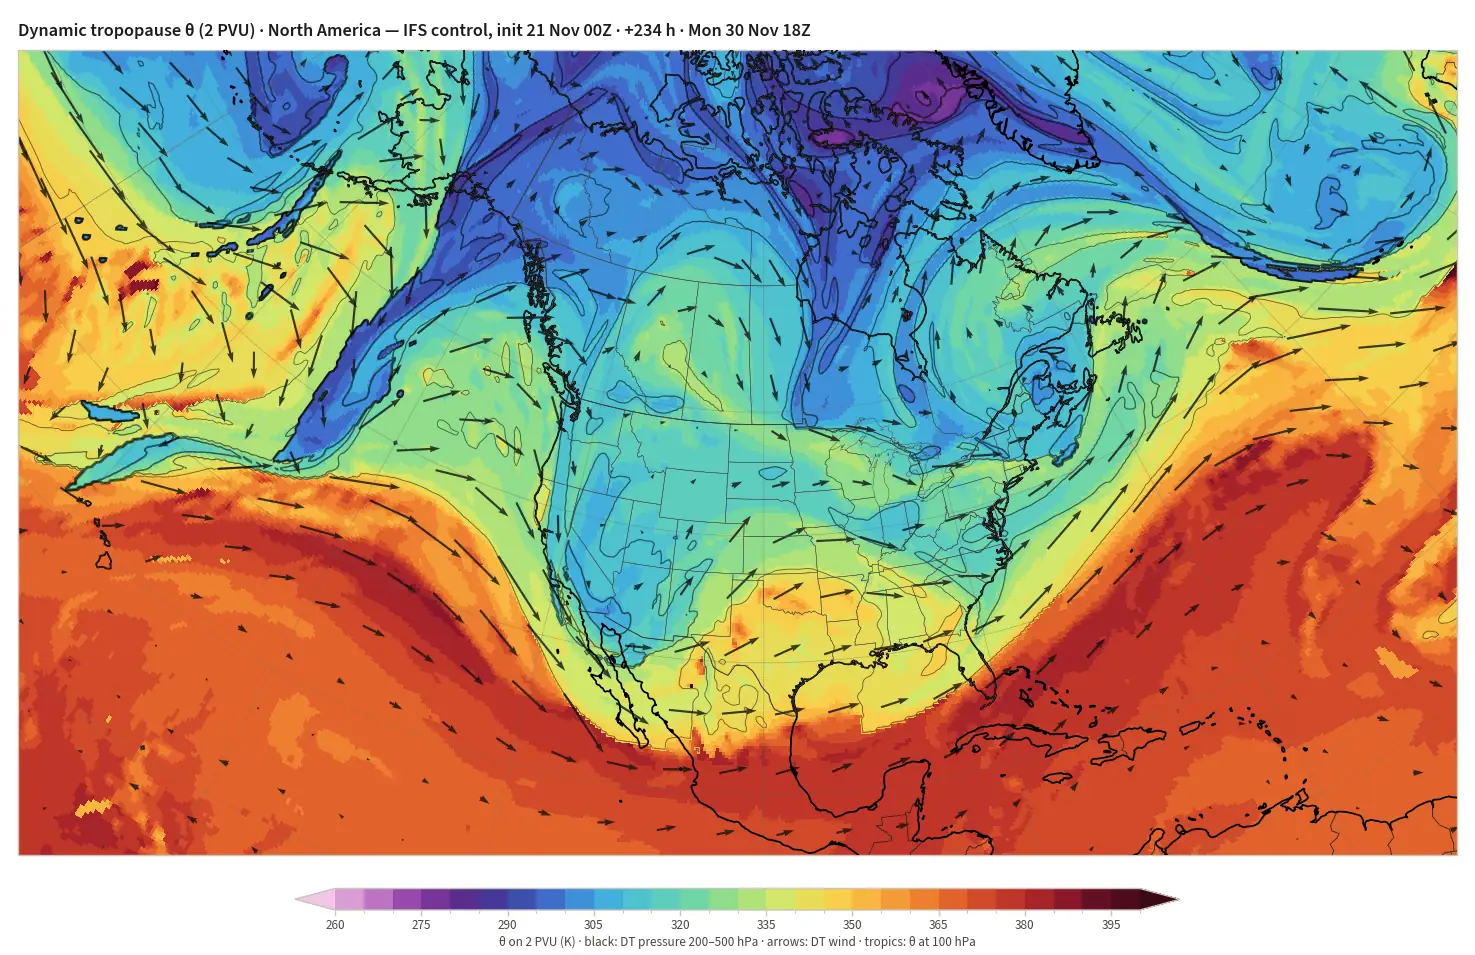 Dynamic tropopause θ (2 PVU) · North America — IFS control, init 21 Nov 00Z · +234 h · Mon 30 Nov 18Z
260 275 290 305 320 335 350 365 380 395
θ on 2 PVU (K) · black: DT pressure 200–500 hPa · arrows: DT wind · tropics: θ at 100 hPa